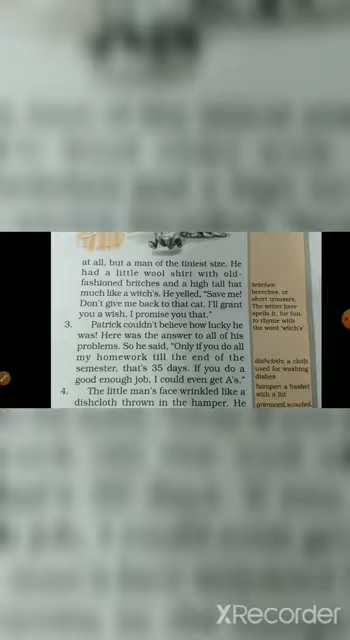 at all, but a man of the tiniest size. He
had a little wool shirt with old-
fashioned britches and a high tall hat
much like a witch's. He yelled, "Save me!
Don't give me back to that cat. I'll grant
you a wish, I promise you that."
3. Patrick couldn't believe how lucky he
was! Here was the answer to all of his
problems. So he said, "Only if you do all
my homework till the end of the
semester, that's 35 days. If you do a
good enough job, I could even get A's."
4. The little man's face wrinkled like a
dishcloth thrown in the hamper. He
britches:
breeches, or
short trousers.
The writer here
spells it, for fun,
to rhyme with
the word 'witch's'
dishcloth: a cloth
used for washing
dishes
hamper: a basket
with a lid
grimaced, scowled,
XRecorder